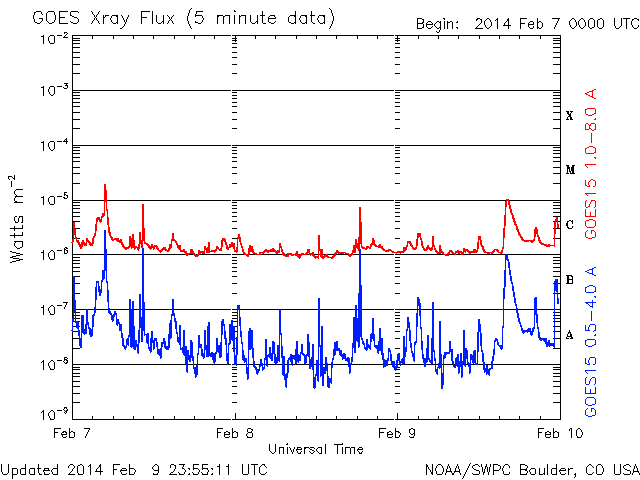 GOES Xray Flux (5 minute data)
Begin: 2014 Feb 7 0000 UTC
10⁻²
10⁻³
10⁻⁴
10⁻⁵
10⁻⁶
10⁻⁷
10⁻⁸
10⁻⁹
Watts m⁻²
X
M
C
B
A
GOES15 1.0-8.0 A
GOES15 0.5-4.0 A
Feb 7
Feb 8
Feb 9
Feb 10
Universal Time
Updated 2014 Feb 9 23:55:11 UTC
NOAA/SWPC Boulder, CO USA